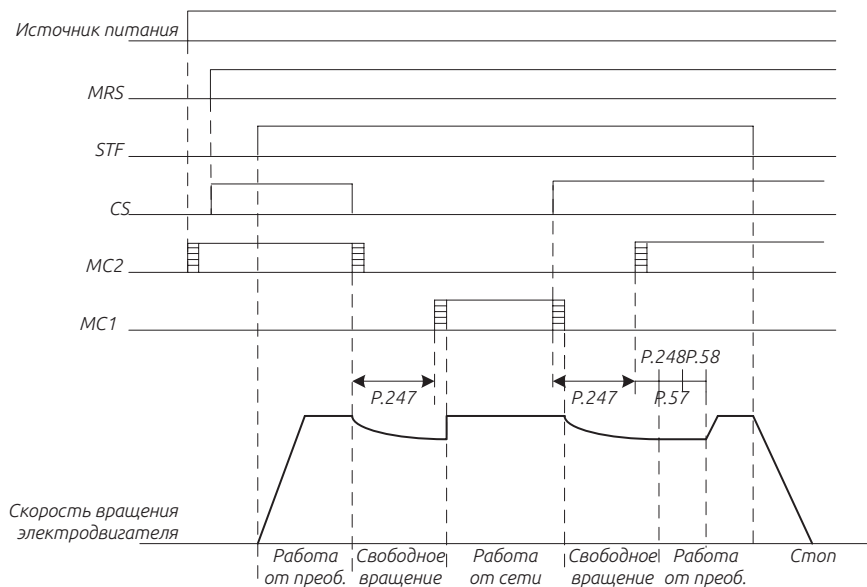 Источник питания
MRS
STF
CS
MC2
MC1
P.248 P.58
P.247
P.247
P.57
Скорость вращения
электродвигателя
Работа
от преоб.
Свободное
вращение
Работа
от сети
Свободное
вращение
Работа
от преоб.
Стоп